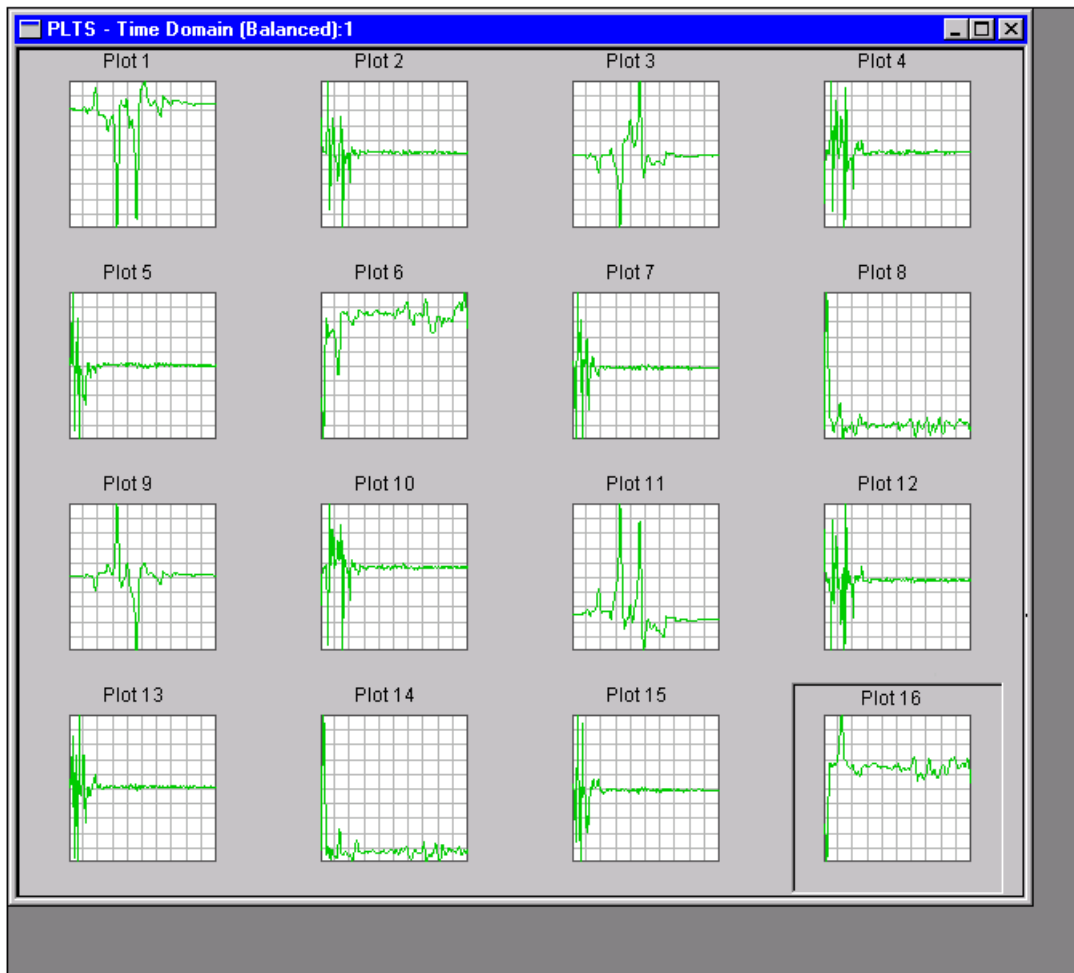 PLTS - Time Domain (Balanced):1
Plot 1 Plot 2 Plot 3 Plot 4
Plot 5 Plot 6 Plot 7 Plot 8
Plot 9 Plot 10 Plot 11 Plot 12
Plot 13 Plot 14 Plot 15 Plot 16